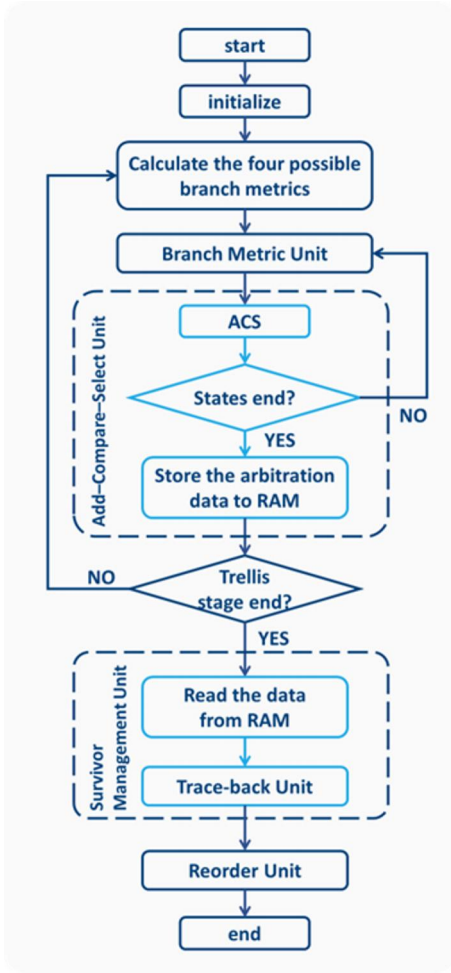 start
initialize
Calculate the four possible
branch metrics
Branch Metric Unit
Add–Compare–Select Unit
ACS
States end?
NO
YES
Store the arbitration
data to RAM
NO
Trellis
stage end?
YES
Survivor
Management Unit
Read the data
from RAM
Trace-back Unit
Reorder Unit
end